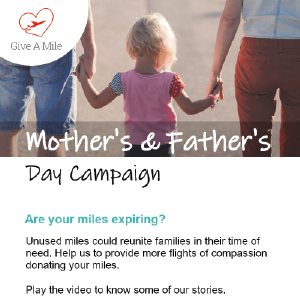 Give A Mile
Mother's & Father's
Day Campaign
Are your miles expiring?
Unused miles could reunite families in their time of
need. Help us to provide more flights of compassion
donating your miles.
Play the video to know some of our stories.